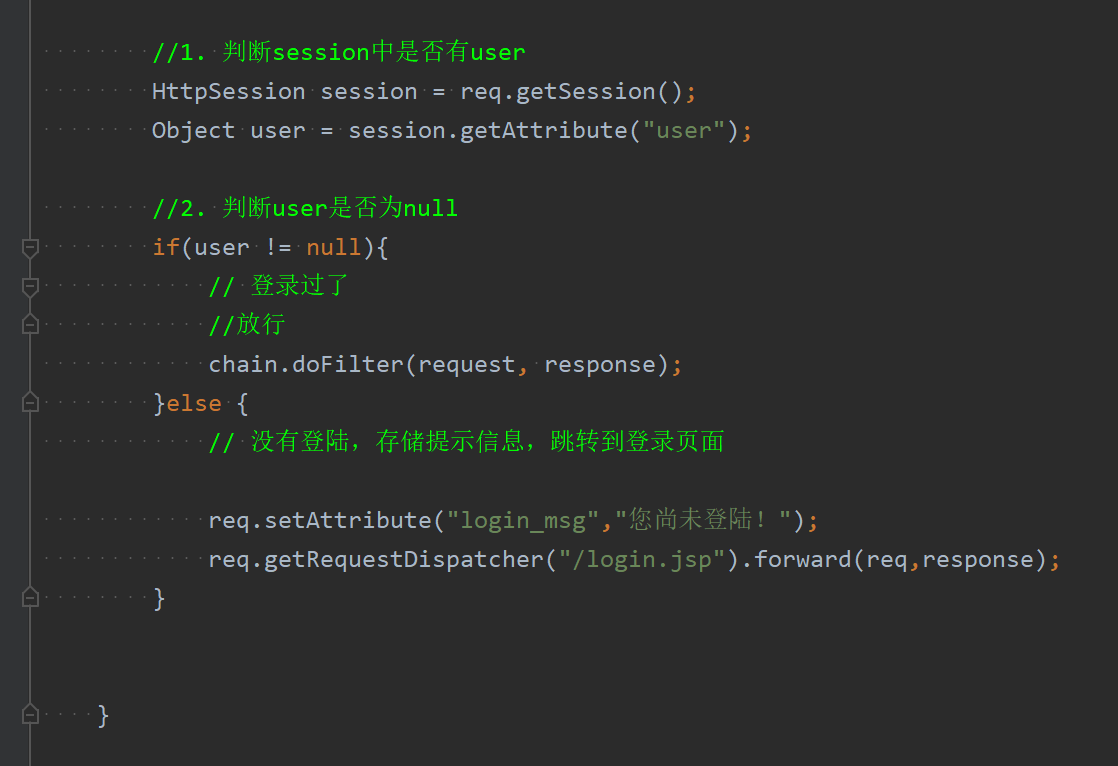 //1. 判断session中是否有user
HttpSession session = req.getSession();
Object user = session.getAttribute("user");
//2. 判断user是否为null
if(user != null){
// 登录过了
//放行
chain.doFilter(request, response);
}else {
// 没有登陆，存储提示信息，跳转到登录页面
req.setAttribute("login_msg","您尚未登陆！");
req.getRequestDispatcher("/login.jsp").forward(req,response);
}
}